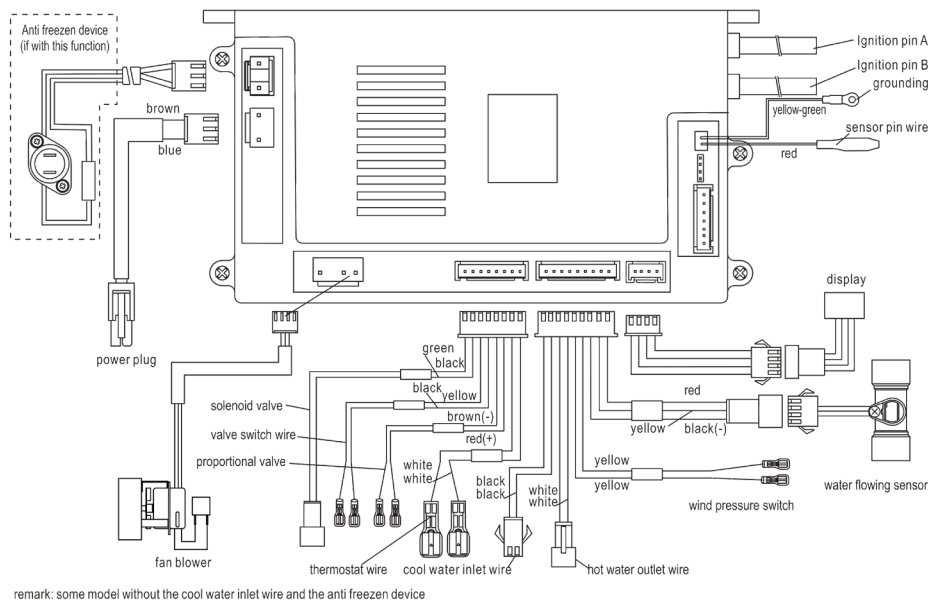 Anti freezen device
(if with this function)
Ignition pin A
Ignition pin B
grounding
yellow-green
sensor pin wire
red
brown
blue
display
power plug
green
black
black
yellow
solenoid valve
brown(-)
valve switch wire
red(+)
proportional valve
white
white
black
black
white
white
red
yellow
black(-)
yellow
yellow
water flowing sensor
wind pressure switch
fan blower
thermostat wire
cool water inlet wire
hot water outlet wire
remark: some model without the cool water inlet wire and the anti freezen device